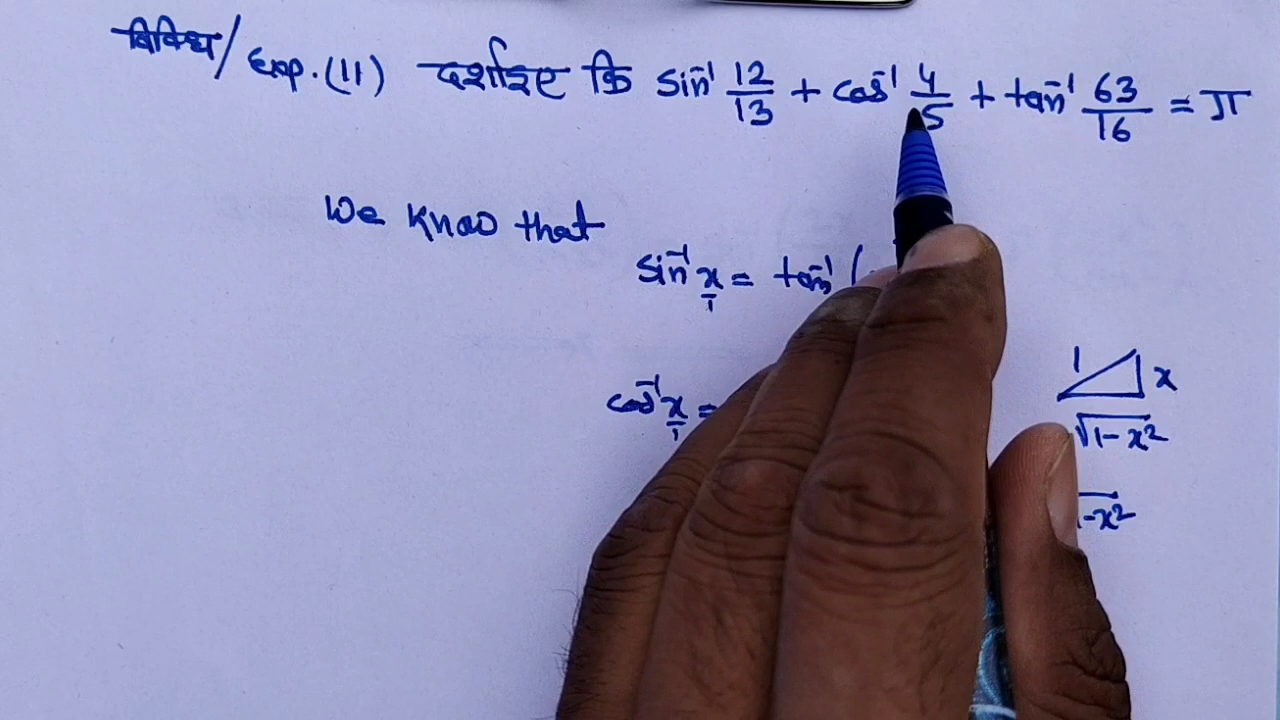 विविध/Exp. (11) दर्शाइए कि sin⁻¹ 12/13 + cos⁻¹ 4/5 + tan⁻¹ 63/16 = π
We know that
sin⁻¹ x/1 = tan⁻¹ (
1 x
cos⁻¹ x/1 =
√1-x²
-x²